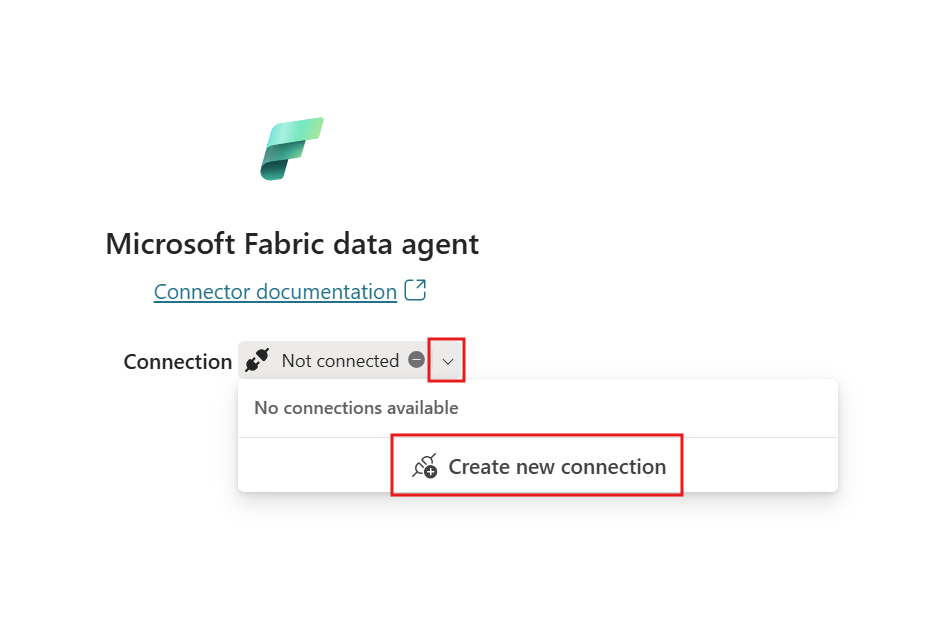 Microsoft Fabric data agent
Connector documentation
Connection Not connected
No connections available
Create new connection